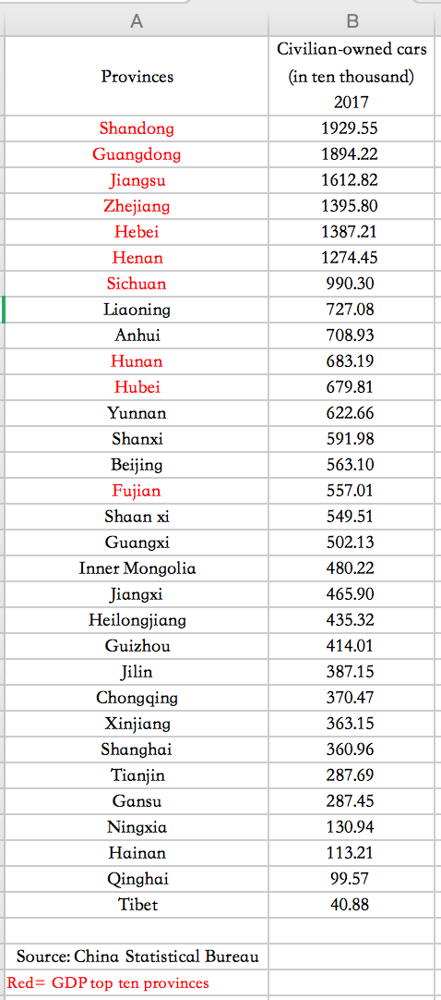 A B
Provinces Civilian-owned cars
(in ten thousand)
2017
Shandong 1929.55
Guangdong 1894.22
Jiangsu 1612.82
Zhejiang 1395.80
Hebei 1387.21
Henan 1274.45
Sichuan 990.30
Liaoning 727.08
Anhui 708.93
Hunan 683.19
Hubei 679.81
Yunnan 622.66
Shanxi 591.98
Beijing 563.10
Fujian 557.01
Shaan xi 549.51
Guangxi 502.13
Inner Mongolia 480.22
Jiangxi 465.90
Heilongjiang 435.32
Guizhou 414.01
Jilin 387.15
Chongqing 370.47
Xinjiang 363.15
Shanghai 360.96
Tianjin 287.69
Gansu 287.45
Ningxia 130.94
Hainan 113.21
Qinghai 99.57
Tibet 40.88
Source: China Statistical Bureau
Red= GDP top ten provinces